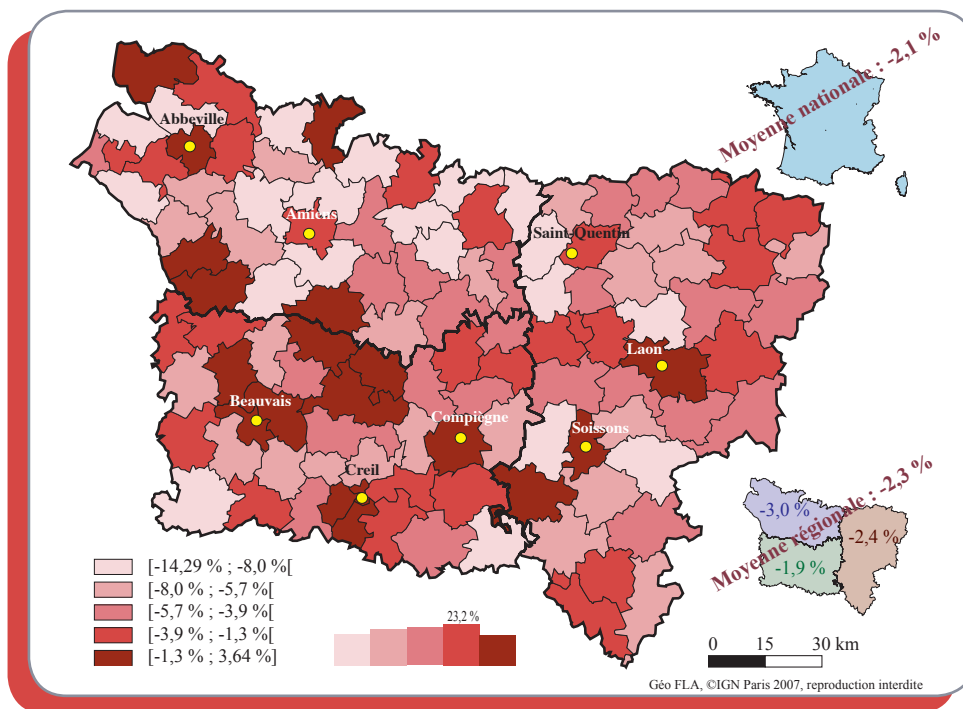 Moyenne nationale : -2,1 %
Abbeville
Amiens
Saint-Quentin
Laon
Beauvais
Compiègne
Soissons
Creil
Moyenne régionale : -2,3 %
-3,0 %
-2,4 %
-1,9 %
[-14,29 % ; -8,0 %[
[-8,0 % ; -5,7 %[
[-5,7 % ; -3,9 %[
[-3,9 % ; -1,3 %[
[-1,3 % ; 3,64 %]
23,2 %
0 15 30 km
Géo FLA, ©IGN Paris 2007, reproduction interdite